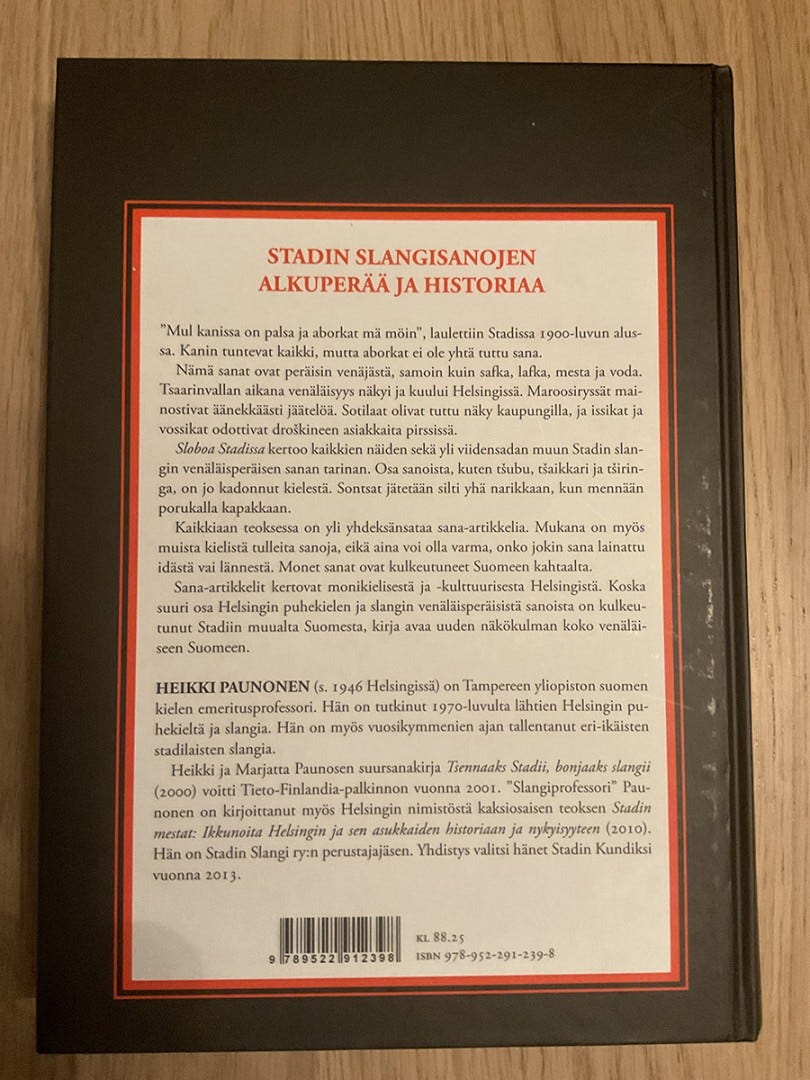 STADIN SLANGISANOJEN
ALKUPERÄÄ JA HISTORIAA
”Mul kanissa on palsa ja aborkat mä möin”, laulettiin Stadissa 1900-luvun alus-
sa. Kanin tuntevat kaikki, mutta aborkat ei ole yhtä tuttu sana.
Nämä sanat ovat peräisin venäjästä, samoin kuin safka, lafka, mesta ja voda.
Tsaarinvallan aikana venäläisyys näkyi ja kuului Helsingissä. Maroosiryssät mai-
nostivat äänekkäästi jäätelöä. Sotilaat olivat tuttu näky kaupungilla, ja issikat ja
vossikat odottivat droškineen asiakkaita pirssissä.
Sloboa Stadissa kertoo kaikkien näiden sekä yli viidensadan muun Stadin slan-
gin venäläisperäisen sanan tarinan. Osa sanoista, kuten tšubu, tšaikkari ja tširin-
ga, on jo kadonnut kielestä. Sontsat jätetään silti yhä narikkaan, kun mennään
porukalla kapakkaan.
Kaikkiaan teoksessa on yli yhdeksänsataa sana-artikkelia. Mukana on myös
muista kielistä tulleita sanoja, eikä aina voi olla varma, onko jokin sana lainattu
idästä vai lännestä. Monet sanat ovat kulkeutuneet Suomeen kahtaalta.
Sana-artikkelit kertovat monikielisestä ja -kulttuurisesta Helsingistä. Koska
suuri osa Helsingin puhekielen ja slangin venäläisperäisistä sanoista on kulkeu-
tunut Stadiin muualta Suomesta, kirja avaa uuden näkökulman koko venäläi-
seen Suomeen.
HEIKKI PAUNONEN (s. 1946 Helsingissä) on Tampereen yliopiston suomen
kielen emeritusprofessori. Hän on tutkinut 1970-luvulta lähtien Helsingin pu-
hekieltä ja slangia. Hän on myös vuosikymmenien ajan tallentanut eri-ikäisten
stadilaisten slangia.
Heikki ja Marjatta Paunosen suursanakirja Tsennaaks Stadii, bonjaaks slangii
(2000) voitti Tieto-Finlandia-palkinnon vuonna 2001. ”Slangiprofessori” Pau-
nonen on kirjoittanut myös Helsingin nimistöstä kaksiosaisen teoksen Stadin
mestat: Ikkunoita Helsingin ja sen asukkaiden historiaan ja nykyisyyteen (2010).
Hän on Stadin Slangi ry:n perustajajäsen. Yhdistys valitsi hänet Stadin Kundiksi
vuonna 2013.
KL 88.25
ISBN 978-952-291-239-8
9 789522 912398